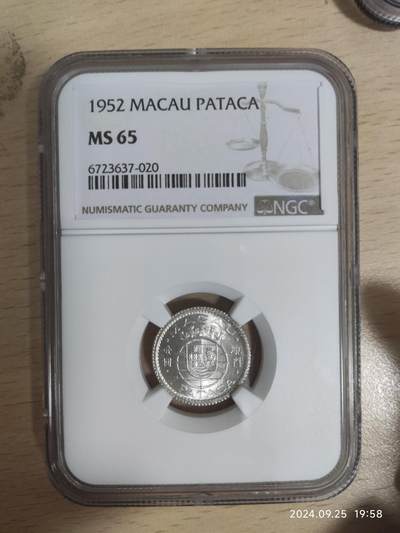 1952 MACAU PATACA
MS 65
6723637-020
NUMISMATIC GUARANTY COMPANY
NGC®
2024.09.25 19:58